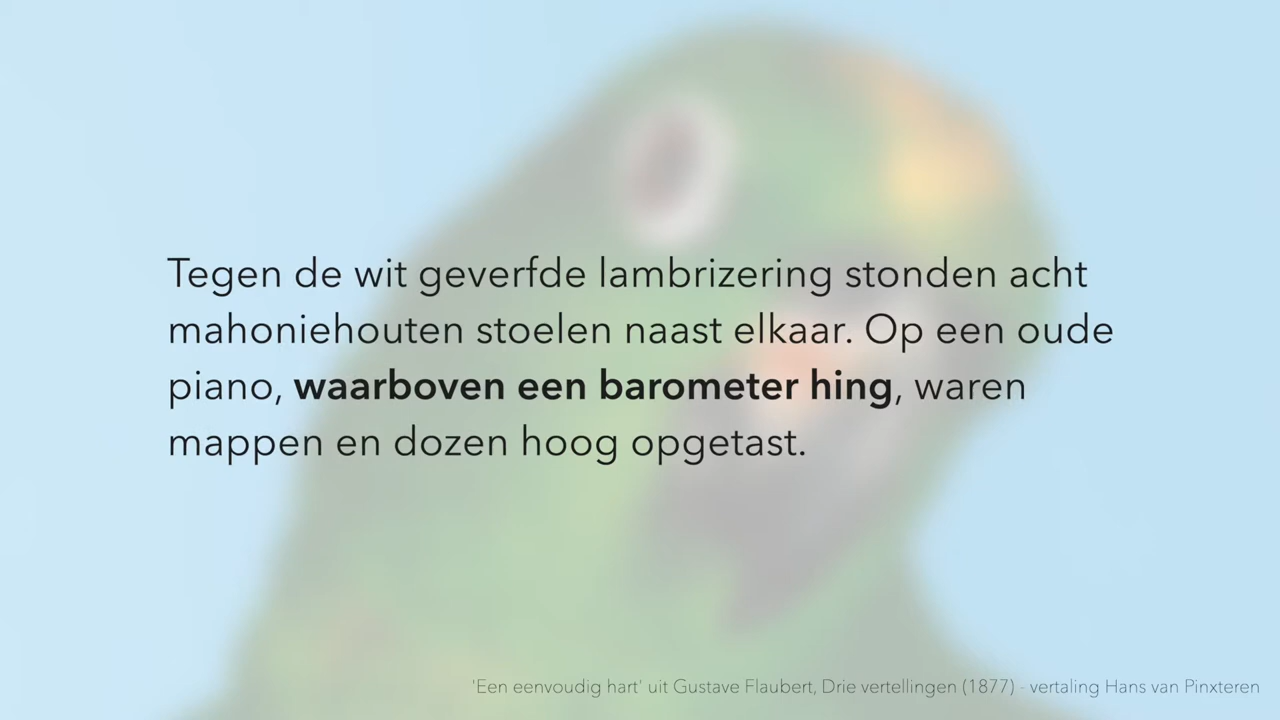 Tegen de wit geverfde lambrizering stonden acht
mahoniehouten stoelen naast elkaar. Op een oude
piano, waarboven een barometer hing, waren
mappen en dozen hoog opgetast.
'Een eenvoudig hart' uit Gustave Flaubert, Drie vertellingen (1877) - vertaling Hans van Pinxteren